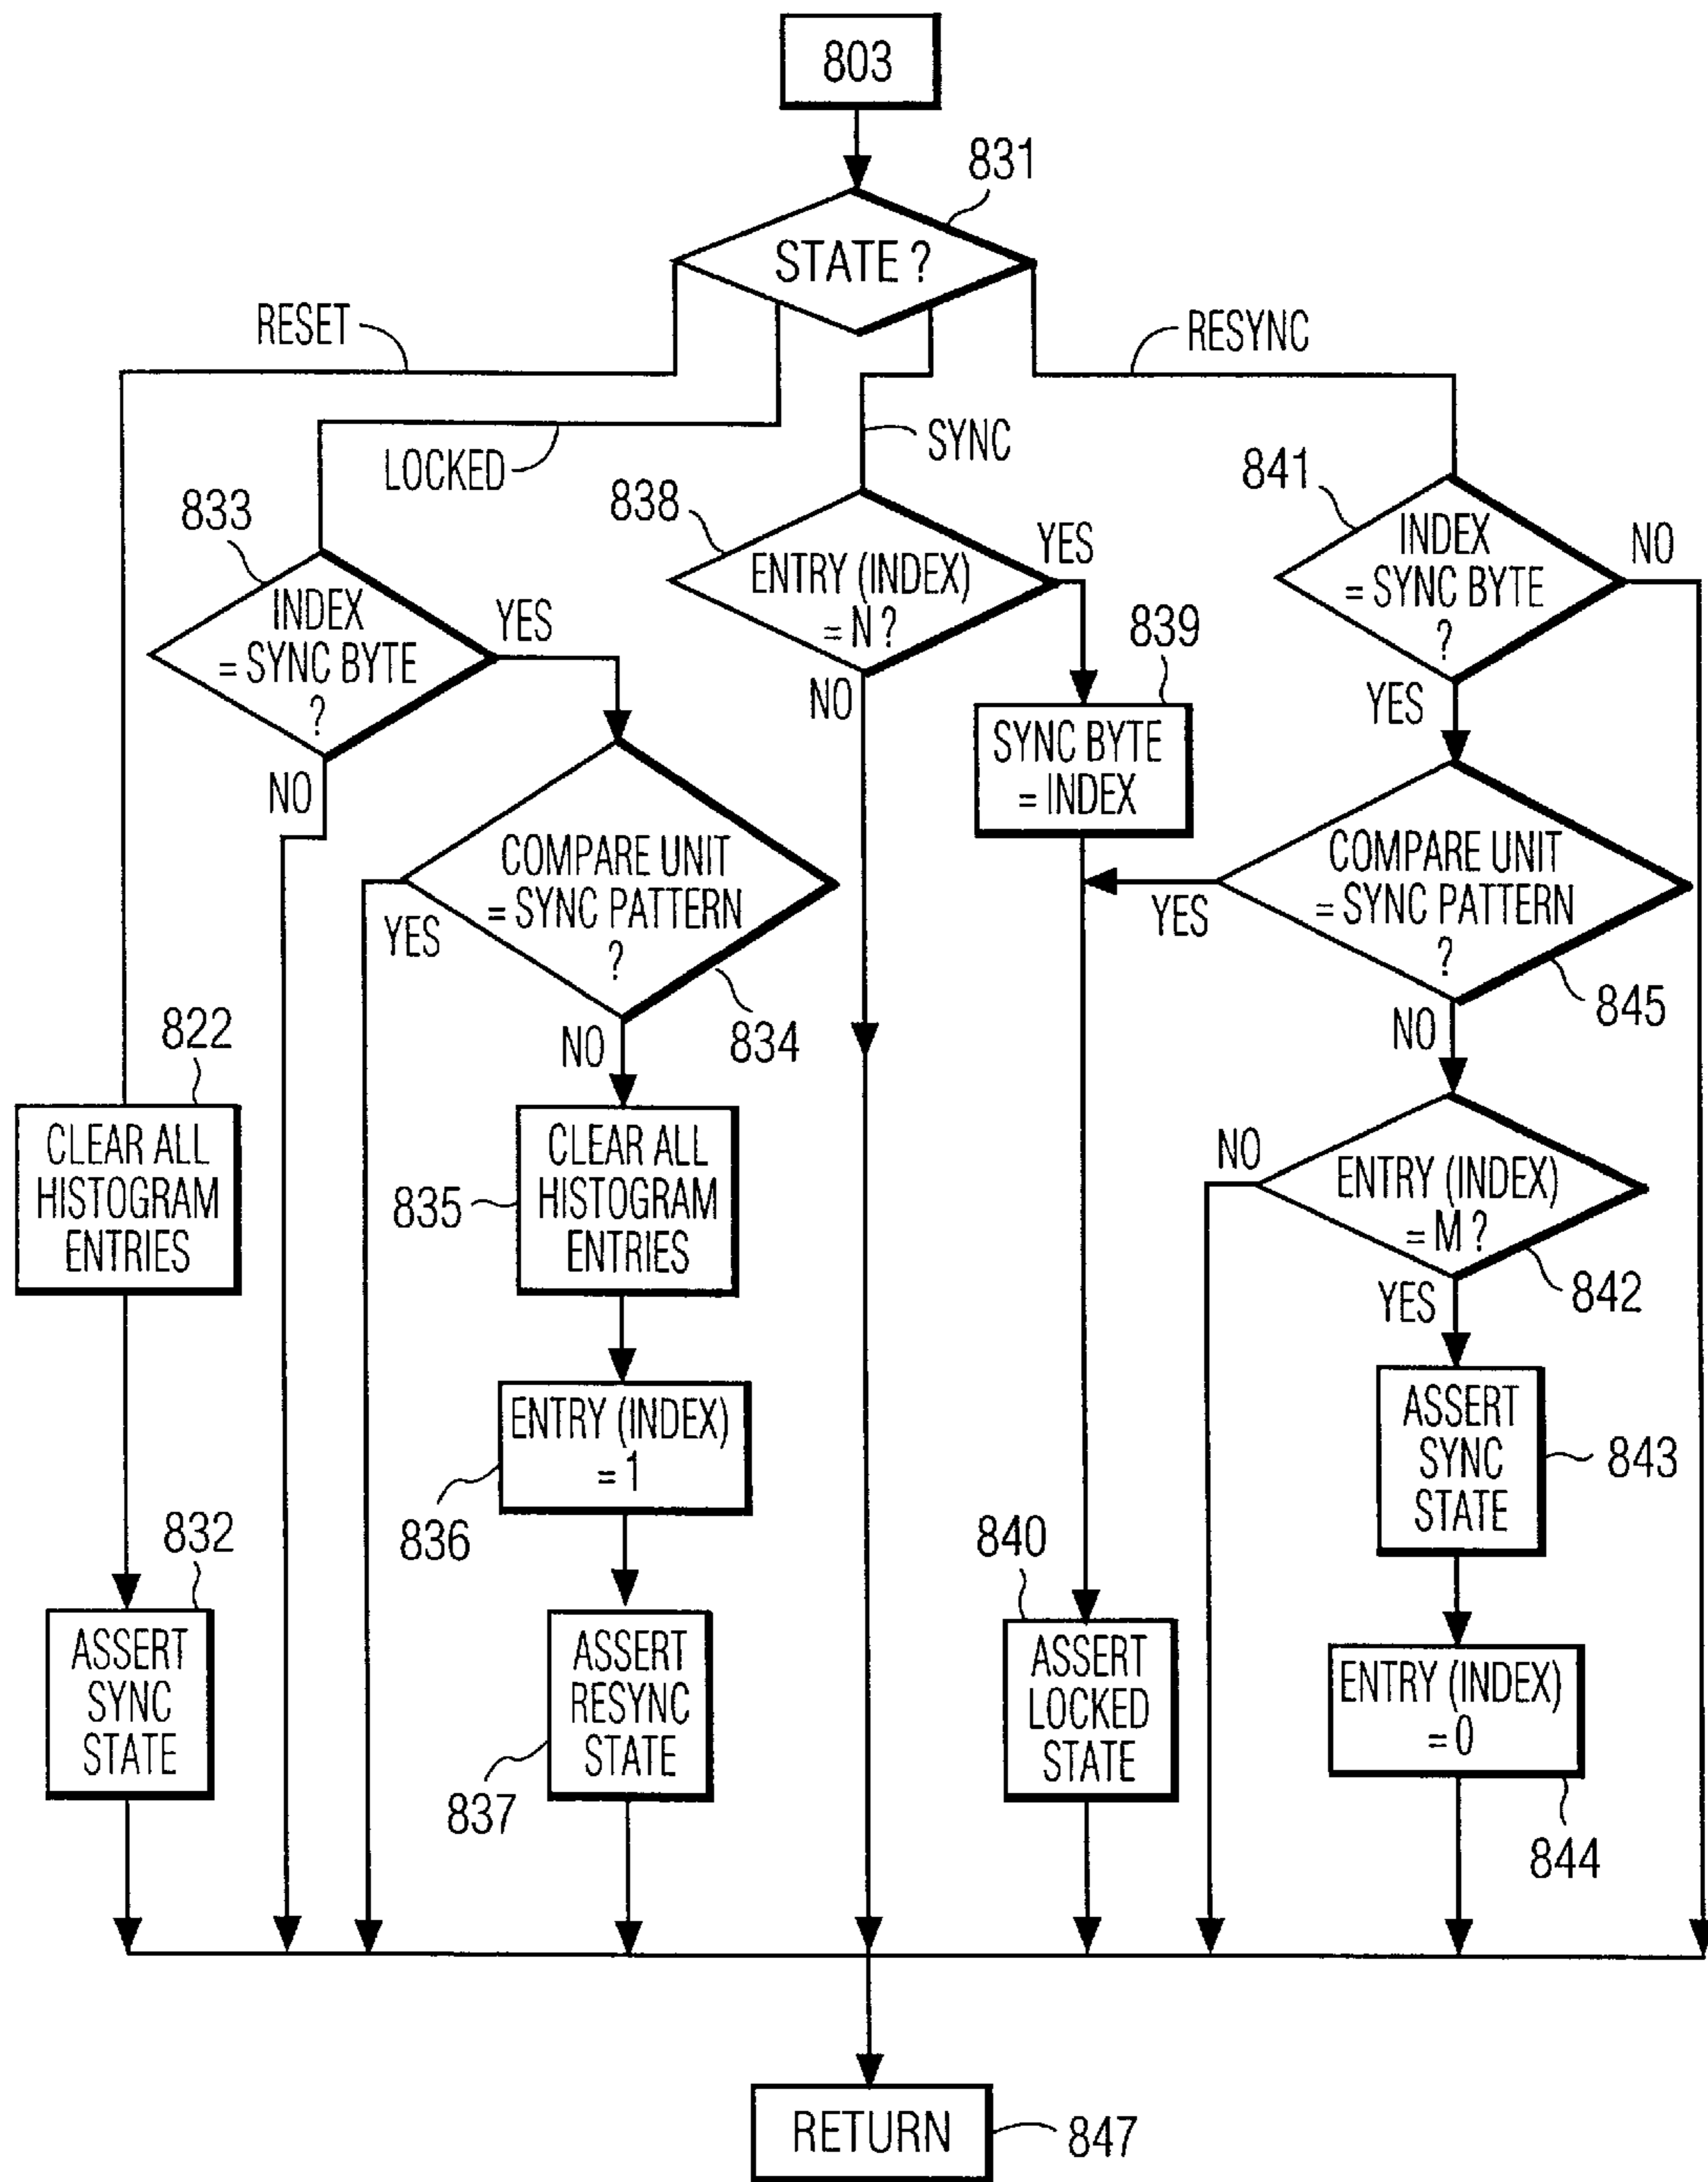 803
831
STATE ?
RESET
RESYNC
LOCKED
SYNC
841
833
838
YES
NO
INDEX
= SYNC BYTE
?
ENTRY (INDEX)
= N ?
INDEX
= SYNC BYTE
?
YES
839
NO
NO
YES
SYNC BYTE
= INDEX
COMPARE UNIT
= SYNC PATTERN
?
YES
COMPARE UNIT
= SYNC PATTERN
?
YES
822
NO
834
NO
845
CLEAR ALL
HISTOGRAM
ENTRIES
835
CLEAR ALL
HISTOGRAM
ENTRIES
NO
ENTRY (INDEX)
= M ?
YES
842
ENTRY (INDEX)
= 1
ASSERT
SYNC
STATE
843
832
836
840
ASSERT
SYNC
STATE
ASSERT
RESYNC
STATE
ASSERT
LOCKED
STATE
ENTRY (INDEX)
= 0
837
844
RETURN
847